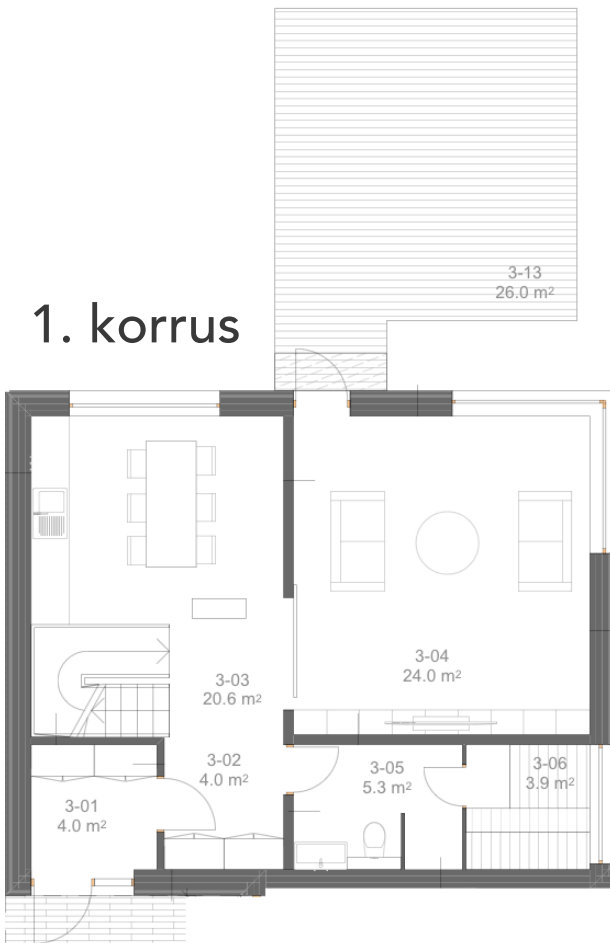 3-13
26.0 m²
1. korrus
3-04
24.0 m²
3-03
20.6 m²
3-02
4.0 m²
3-05
5.3 m²
3-06
3.9 m²
3-01
4.0 m²